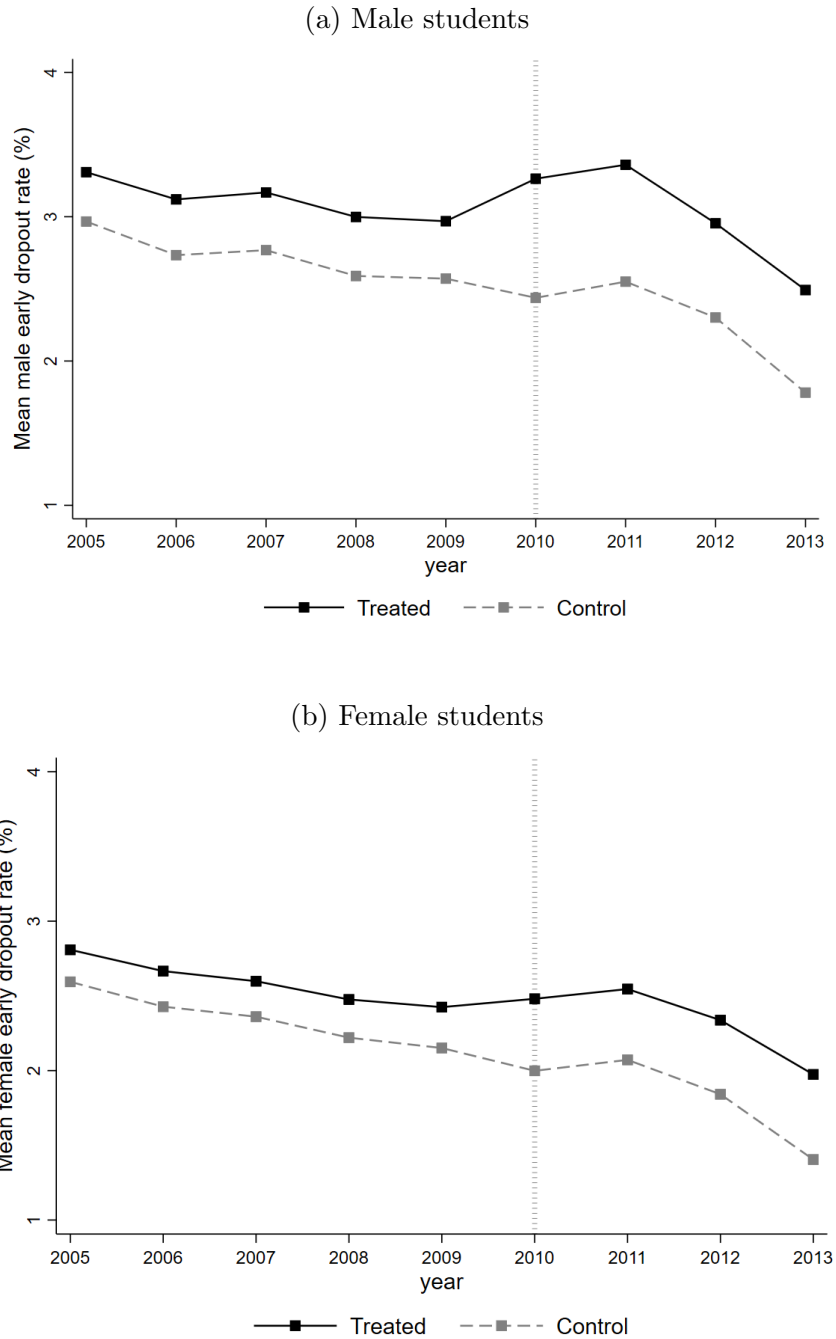 (a) Male students
Mean male early dropout rate (%)
4
3
2
1
2005 2006 2007 2008 2009 2010 2011 2012 2013
year
Treated Control
(b) Female students
Mean female early dropout rate (%)
4
3
2
1
2005 2006 2007 2008 2009 2010 2011 2012 2013
year
Treated Control